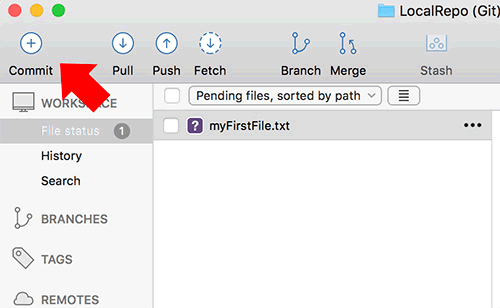 LocalRepo (Git)
Commit Pull Push Fetch Branch Merge Stash
WORKSPACE
Pending files, sorted by path
File status 1
? myFirstFile.txt •••
History
Search
BRANCHES
TAGS
REMOTES